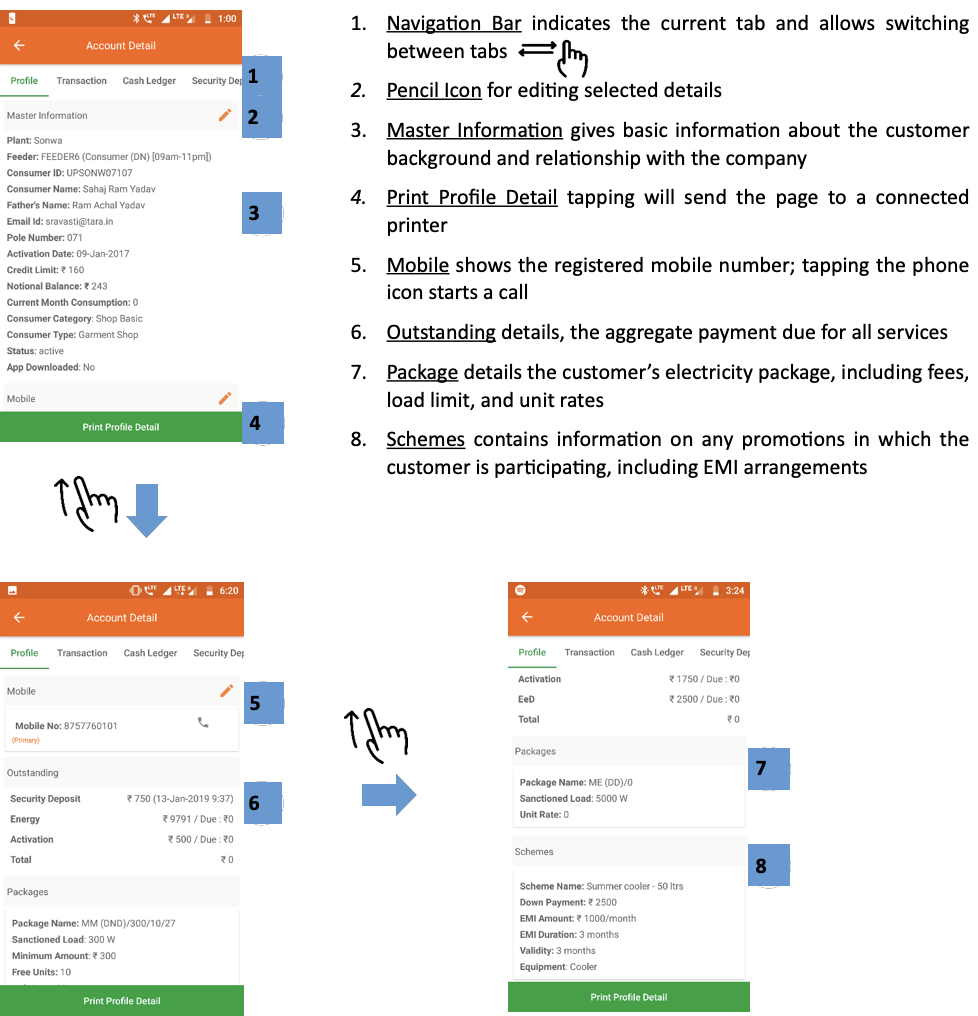 1:00
Account Detail
Profile Transaction Cash Ledger Security Dep
1
Master Information
2
Plant: Sonwa
Feeder: FEEDER6 (Consumer (DN) [09am-11pm])
Consumer ID: UPSONW07107
Consumer Name: Sahaj Ram Yadav
Father's Name: Ram Achal Yadav
3
Email Id: sravasti@tara.in
Pole Number: 071
Activation Date: 09-Jan-2017
Credit Limit: ₹ 160
Notional Balance: ₹ 243
Current Month Consumption: 0
Consumer Category: Shop Basic
Consumer Type: Garment Shop
Status: active
App Downloaded: No
Mobile
Print Profile Detail
4
1. Navigation Bar indicates the current tab and allows switching
between tabs
2. Pencil Icon for editing selected details
3. Master Information gives basic information about the customer
background and relationship with the company
4. Print Profile Detail tapping will send the page to a connected
printer
5. Mobile shows the registered mobile number; tapping the phone
icon starts a call
6. Outstanding details, the aggregate payment due for all services
7. Package details the customer's electricity package, including fees,
load limit, and unit rates
8. Schemes contains information on any promotions in which the
customer is participating, including EMI arrangements
LTE LTE 6:20
Account Detail
Profile Transaction Cash Ledger Security Dep
Mobile
5
Mobile No: 8757760101
(Primary)
Outstanding
Security Deposit ₹ 750 (13-Jan-2019 9:37)
6
Energy ₹ 9791 / Due : ₹0
Activation ₹ 500 / Due : ₹0
Total ₹ 0
Packages
Package Name: MM (DND)/300/10/27
Sanctioned Load: 300 W
Minimum Amount: ₹ 300
Free Units: 10
Print Profile Detail
LTE LTE 3:24
Account Detail
Profile Transaction Cash Ledger Security Dep
Activation ₹ 1750 / Due : ₹0
EeD ₹ 2500 / Due : ₹0
Total ₹ 0
Packages
7
Package Name: ME (DD)/0
Sanctioned Load: 5000 W
Unit Rate: 0
Schemes
8
Scheme Name: Summer cooler - 50 ltrs
Down Payment: ₹ 2500
EMI Amount: ₹ 1000/month
EMI Duration: 3 months
Validity: 3 months
Equipment: Cooler
Print Profile Detail